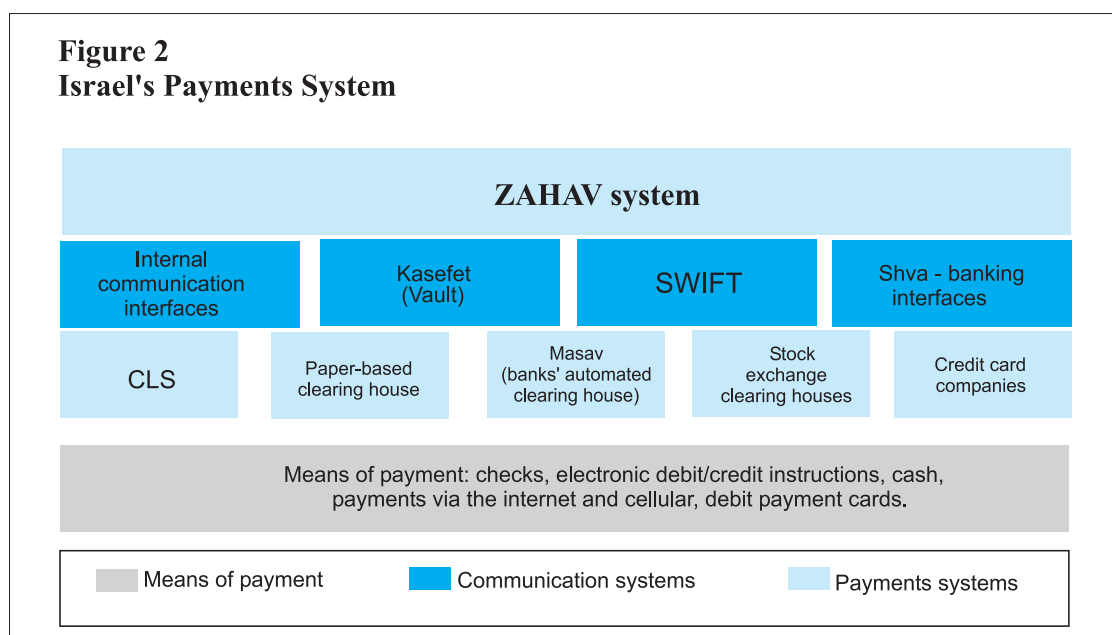 Figure 2
Israel's Payments System
ZAHAV system
Internal
communication
interfaces
Kasefet
(Vault)
SWIFT
Shva - banking
interfaces
CLS
Paper-based
clearing house
Masav
(banks' automated
clearing house)
Stock
exchange
clearing houses
Credit card
companies
Means of payment: checks, electronic debit/credit instructions, cash,
payments via the internet and cellular, debit payment cards.
Means of payment
Communication systems
Payments systems